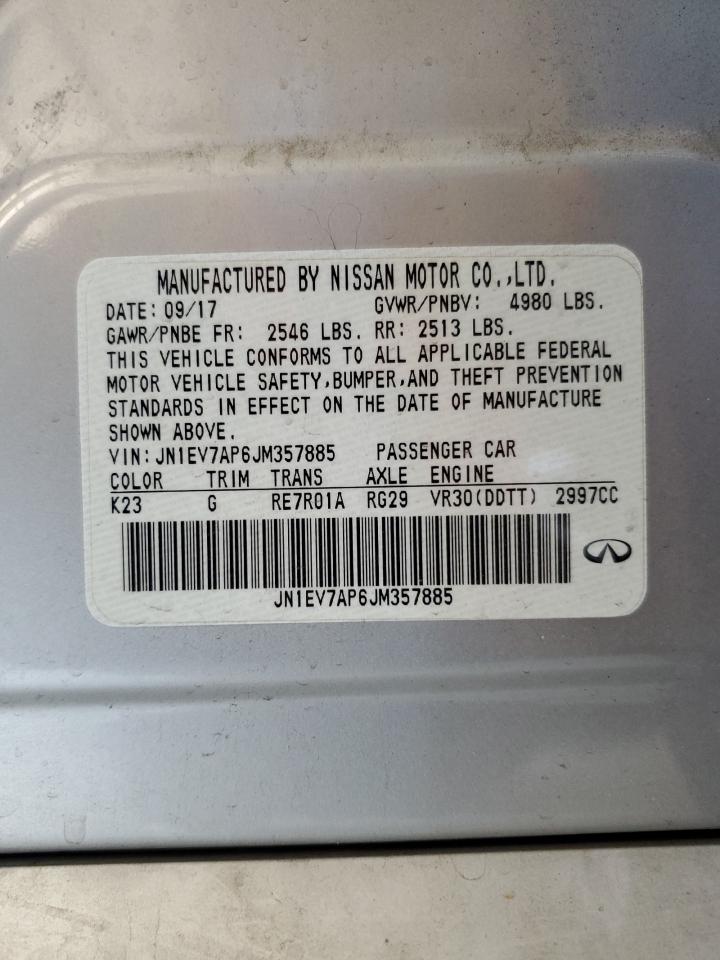 MANUFACTURED BY NISSAN MOTOR CO.,LTD.
DATE: 09/17 GVWR/PNBV: 4980 LBS.
GAWR/PNBE FR: 2546 LBS. RR: 2513 LBS.
THIS VEHICLE CONFORMS TO ALL APPLICABLE FEDERAL
MOTOR VEHICLE SAFETY,BUMPER,AND THEFT PREVENTION
STANDARDS IN EFFECT ON THE DATE OF MANUFACTURE
SHOWN ABOVE.
VIN: JN1EV7AP6JM357885 PASSENGER CAR
COLOR TRIM TRANS AXLE ENGINE
K23 G RE7R01A RG29 VR30(DDTT) 2997CC
JN1EV7AP6JM357885